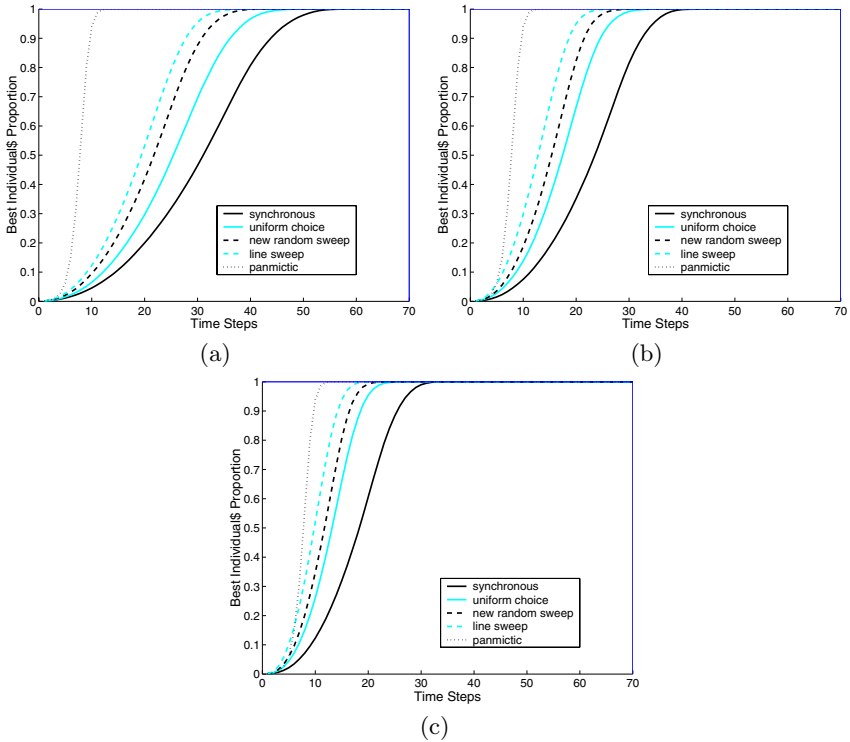 1
0.9
0.8
0.7
0.6
0.5
0.4
0.3
0.2
0.1
0
Best Individual$ Proportion
synchronous
uniform choice
new random sweep
line sweep
panmictic
0 10 20 30 40 50 60 70
Time Steps
(a)
1
0.9
0.8
0.7
0.6
0.5
0.4
0.3
0.2
0.1
0
Best Individual$ Proportion
synchronous
uniform choice
new random sweep
line sweep
panmictic
0 10 20 30 40 50 60 70
Time Steps
(b)
1
0.9
0.8
0.7
0.6
0.5
0.4
0.3
0.2
0.1
0
Best Individual$ Proportion
synchronous
uniform choice
new random sweep
line sweep
panmictic
0 10 20 30 40 50 60 70
Time Steps
(c)